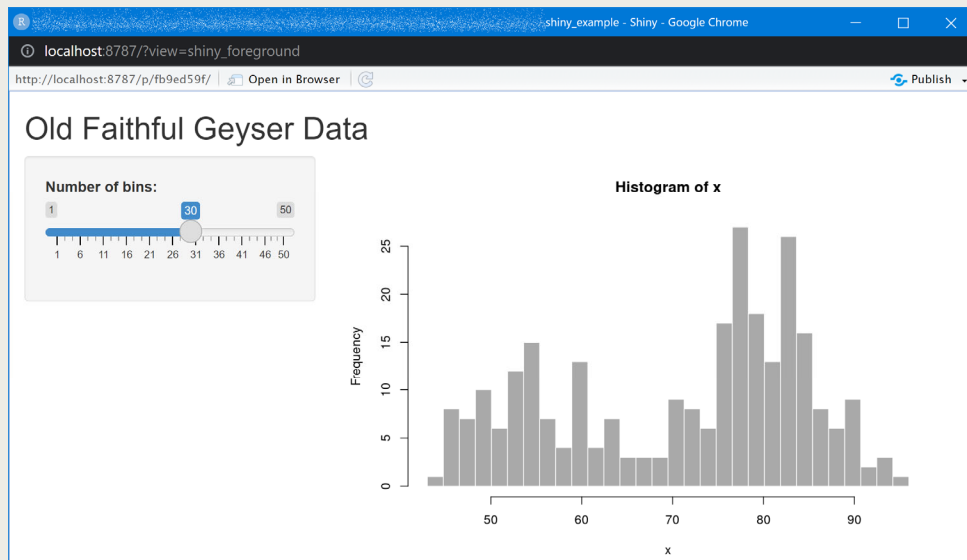 R
shiny_example - Shiny - Google Chrome
localhost:8787/?view=shiny_foreground
http://localhost:8787/p/fb9ed59f/ Open in Browser Publish
Old Faithful Geyser Data
Number of bins:
1 30 50
1 6 11 16 21 26 31 36 41 46 50
Histogram of x
Frequency
25
20
15
10
5
0
50 60 70 80 90
x